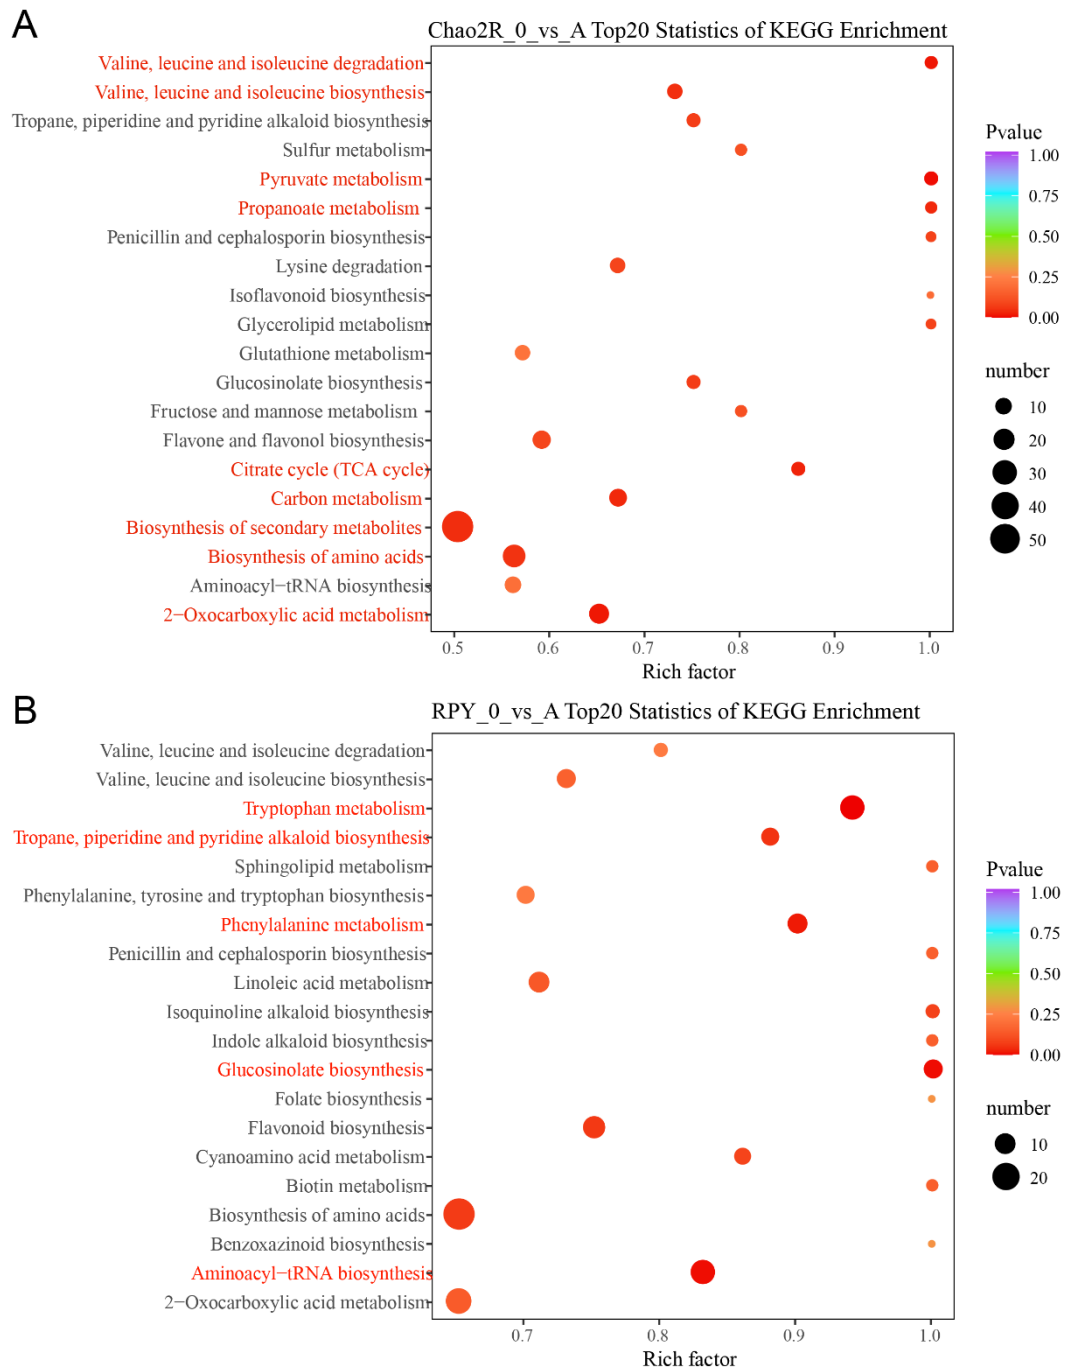 A
Chao2R_0_vs_A Top20 Statistics of KEGG Enrichment
Valine, leucine and isoleucine degradation
Valine, leucine and isoleucine biosynthesis
Tropane, piperidine and pyridine alkaloid biosynthesis
Sulfur metabolism
Pyruvate metabolism
Propanoate metabolism
Penicillin and cephalosporin biosynthesis
Lysine degradation
Isoflavonoid biosynthesis
Glycerolipid metabolism
Glutathione metabolism
Glucosinolate biosynthesis
Fructose and mannose metabolism
Flavone and flavonol biosynthesis
Citrate cycle (TCA cycle)
Carbon metabolism
Biosynthesis of secondary metabolites
Biosynthesis of amino acids
Aminoacyl−tRNA biosynthesis
2−Oxocarboxylic acid metabolism
0.5 0.6 0.7 0.8 0.9 1.0
Rich factor
Pvalue
1.00
0.75
0.50
0.25
0.00
number
10
20
30
40
50
B
RPY_0_vs_A Top20 Statistics of KEGG Enrichment
Valine, leucine and isoleucine degradation
Valine, leucine and isoleucine biosynthesis
Tryptophan metabolism
Tropane, piperidine and pyridine alkaloid biosynthesis
Sphingolipid metabolism
Phenylalanine, tyrosine and tryptophan biosynthesis
Phenylalanine metabolism
Penicillin and cephalosporin biosynthesis
Linoleic acid metabolism
Isoquinoline alkaloid biosynthesis
Indole alkaloid biosynthesis
Glucosinolate biosynthesis
Folate biosynthesis
Flavonoid biosynthesis
Cyanoamino acid metabolism
Biotin metabolism
Biosynthesis of amino acids
Benzoxazinoid biosynthesis
Aminoacyl−tRNA biosynthesis
2−Oxocarboxylic acid metabolism
0.7 0.8 0.9 1.0
Rich factor
Pvalue
1.00
0.75
0.50
0.25
0.00
number
10
20